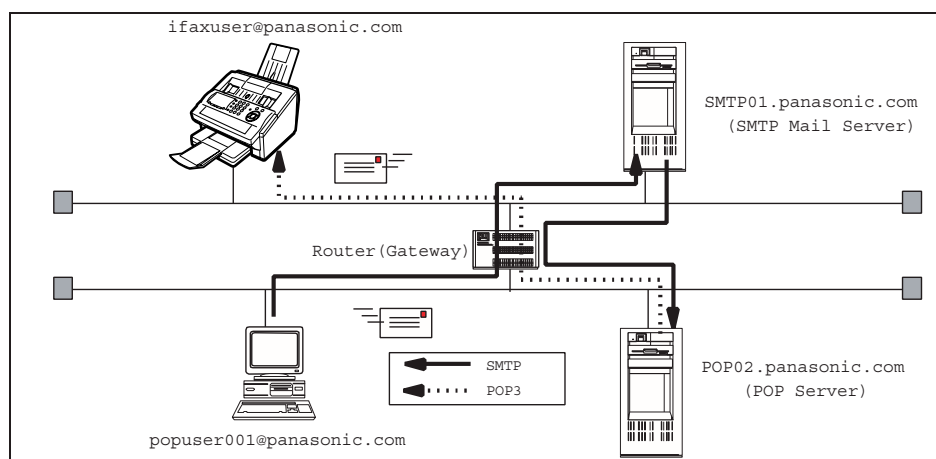 ifaxuser@panasonic.com
SMTP01.panasonic.com
(SMTP Mail Server)
Router(Gateway)
SMTP
POP3
POP02.panasonic.com
(POP Server)
popuser001@panasonic.com